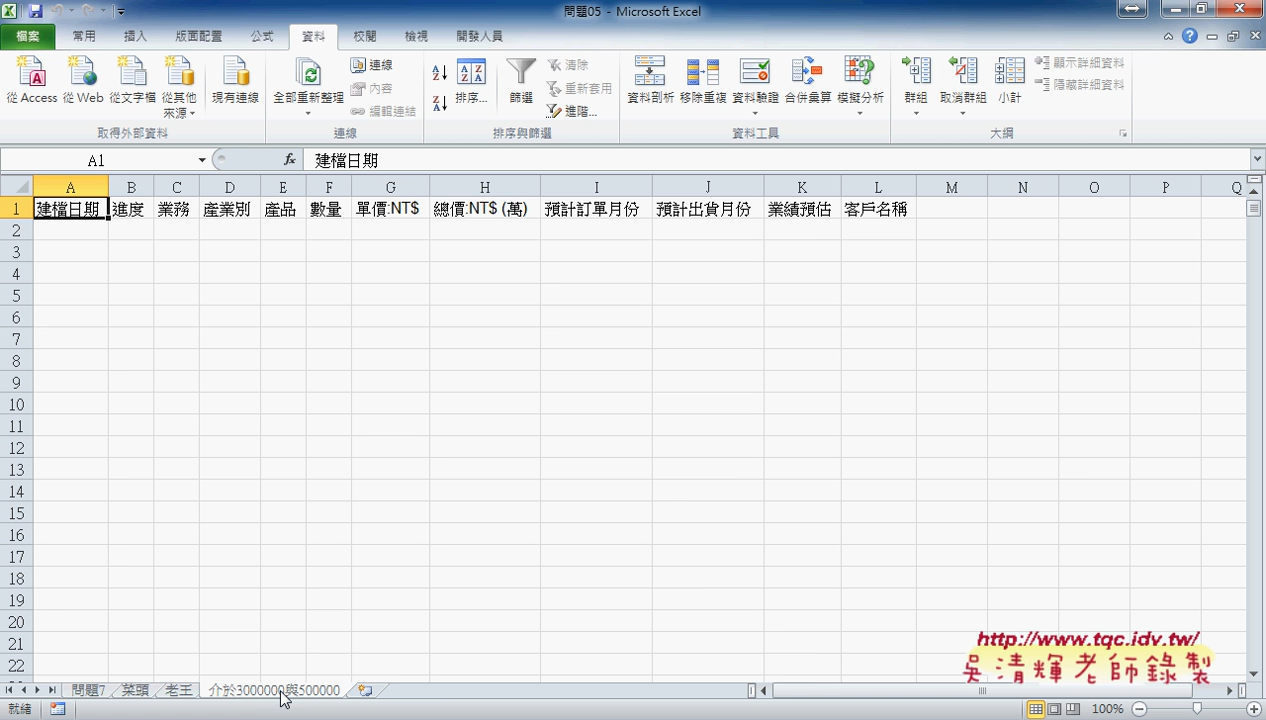 問題05 - Microsoft Excel
檔案 常用 插入 版面配置 公式 資料 校閱 檢視 開發人員
從 Access 從 Web 從文字檔 從其他來源 現有連線 全部重新整理 連線 內容 編輯連結 排序... 篩選 清除 重新套用 進階... 資料剖析 移除重複 資料驗證 合併彙算 模擬分析 群組 取消群組 小計 顯示詳細資料 隱藏詳細資料
取得外部資料 連線 排序與篩選 資料工具 大綱
A1 fx 建檔日期
A B C D E F G H I J K L M N O P Q
1 建檔日期 進度 業務 產業別 產品 數量 單價:NT$ 總價:NT$ (萬) 預計訂單月份 預計出貨月份 業績預估 客戶名稱
2
3
4
5
6
7
8
9
10
11
12
13
14
15
16
17
18
19
20
21
22
http://www.tqc.idv.tw/
吳清輝老師錄製
問題7 菜頭 老王 介於3000000與500000
就緒 100%